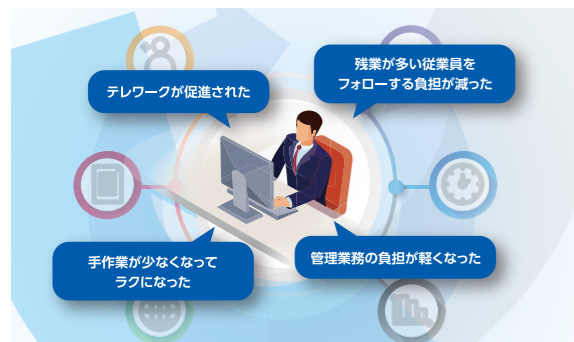 残業が多い従業員を
フォローする負担が減った
テレワークが促進された
手作業が少なくなって
ラクになった
管理業務の負担が軽くなった